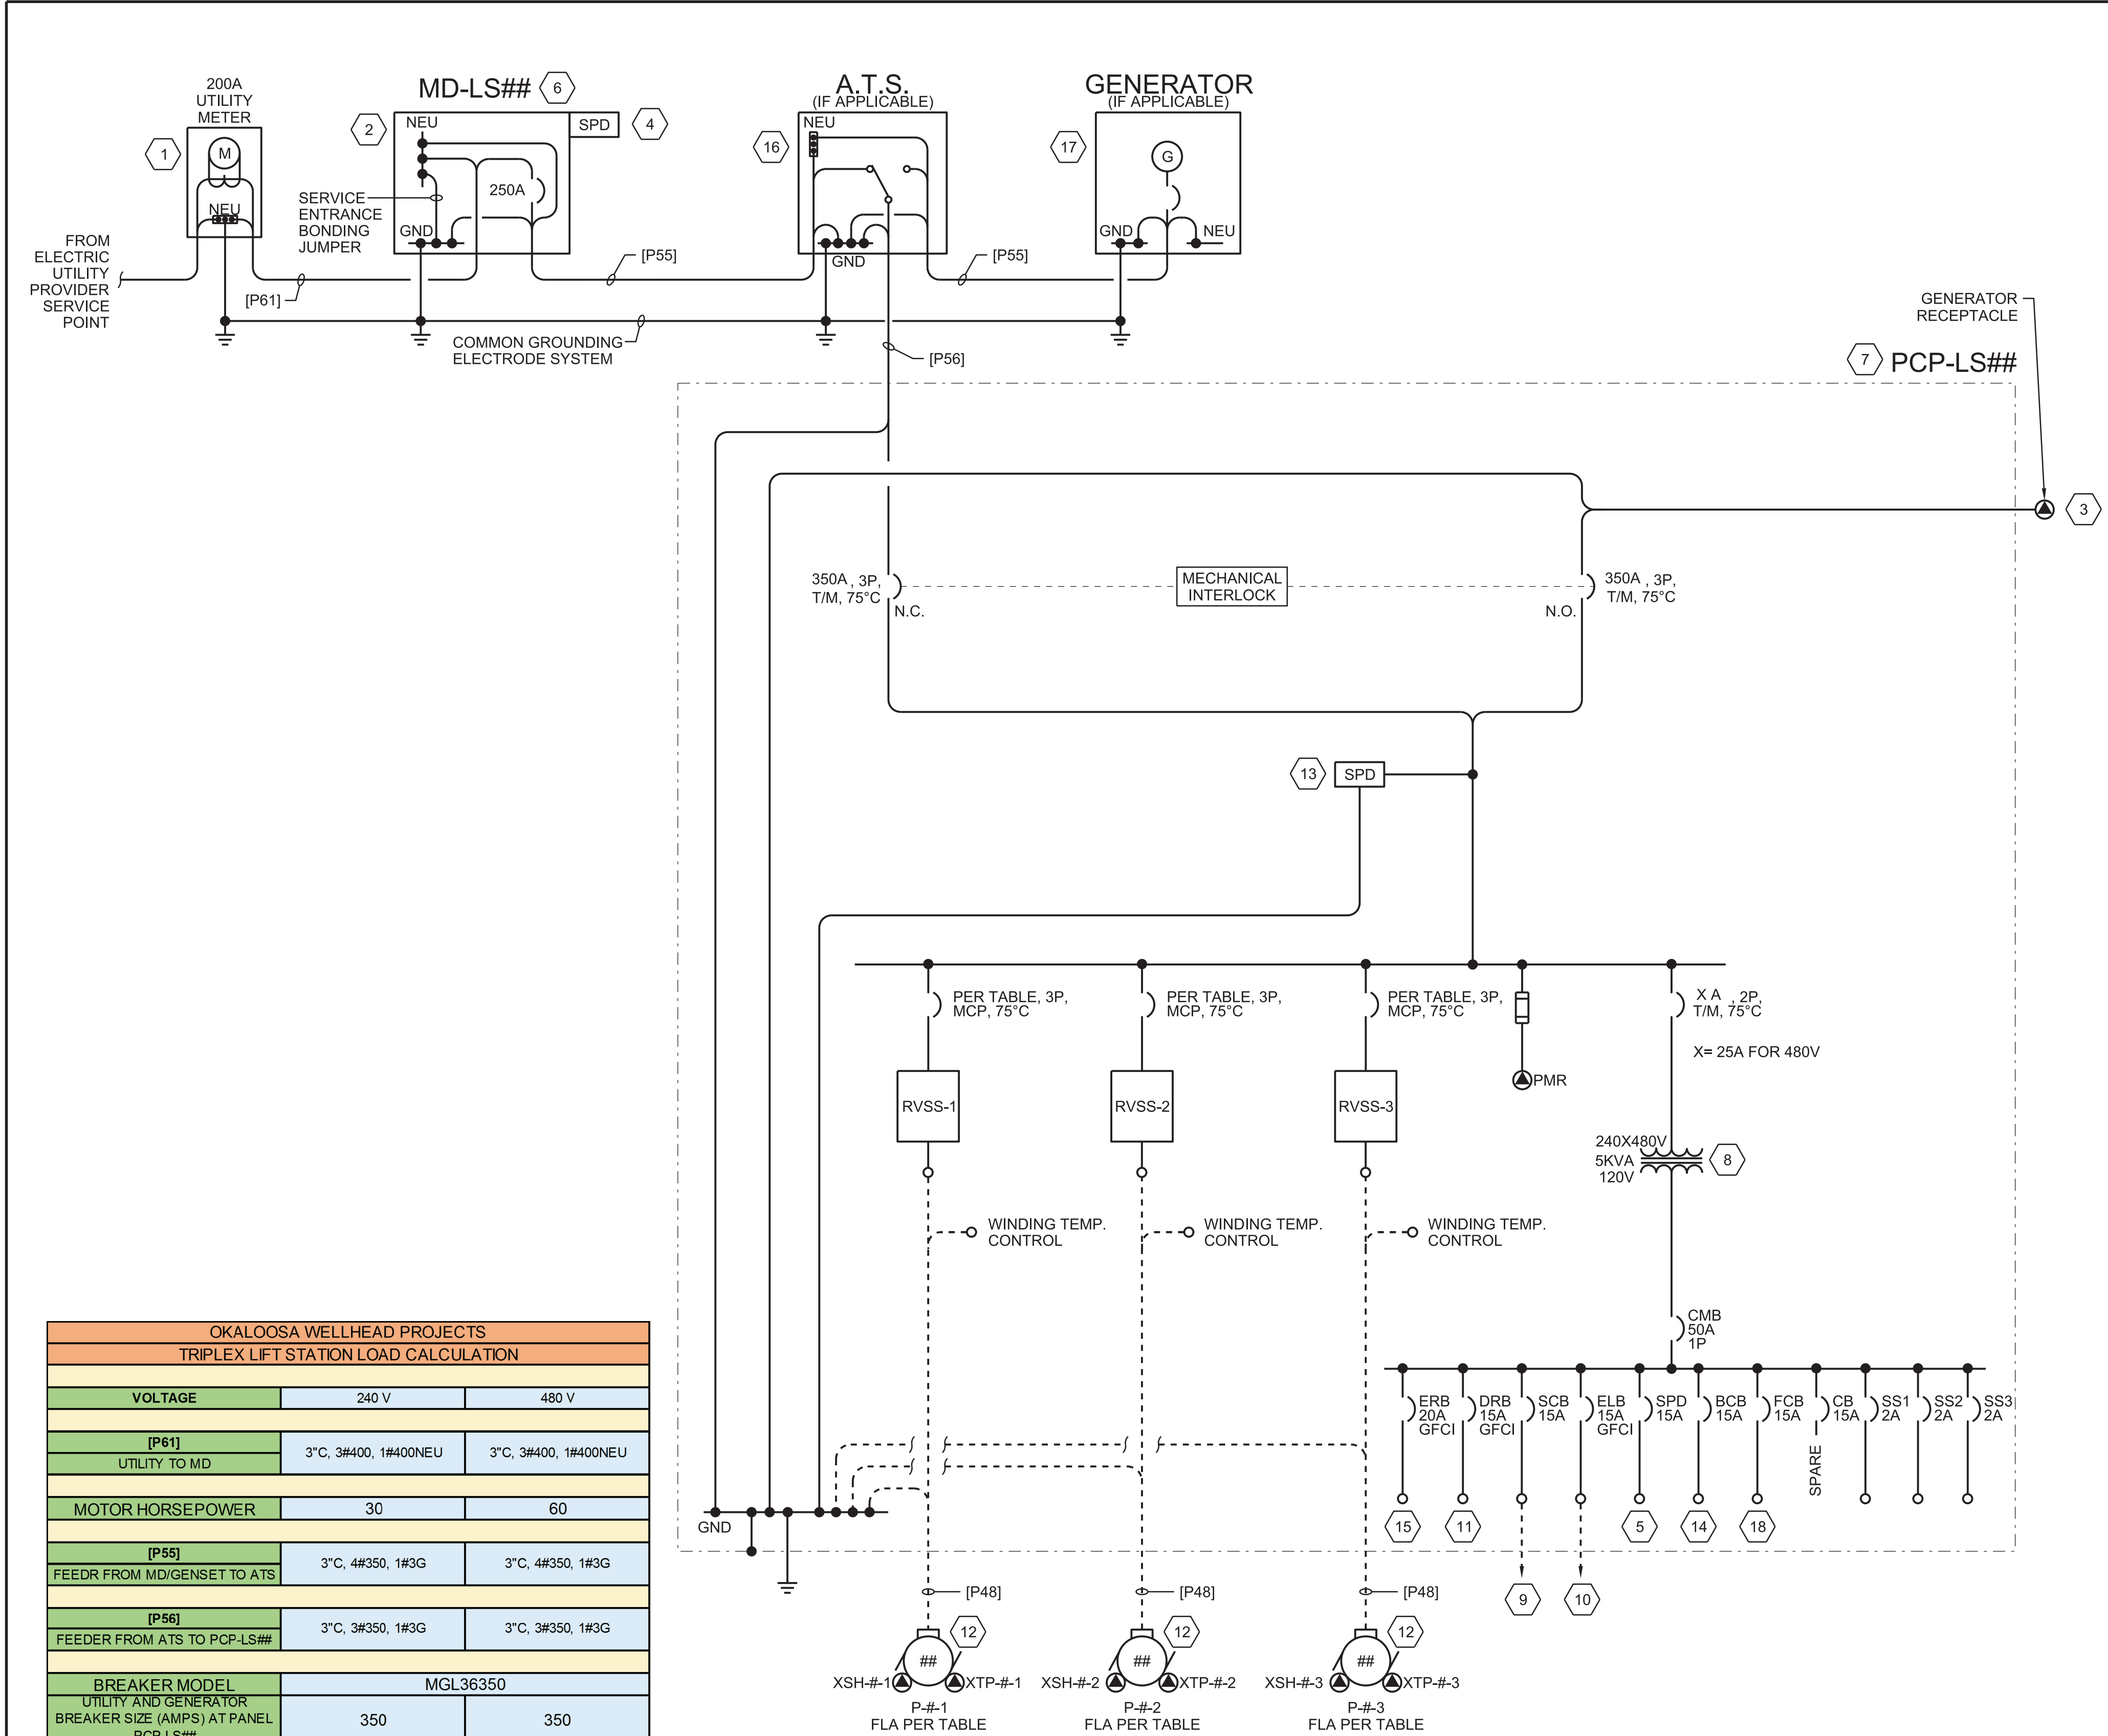 200A
UTILITY
METER
1
M
NEU
FROM
ELECTRIC
UTILITY
PROVIDER
SERVICE
POINT
[P61]
MD-LS## 6
2
NEU
SPD
4
250A
SERVICE
ENTRANCE
BONDING
JUMPER
GND
[P55]
COMMON GROUNDING
ELECTRODE SYSTEM
A.T.S.
(IF APPLICABLE)
16
NEU
GND
[P55]
[P56]
GENERATOR
(IF APPLICABLE)
17
G
GND
NEU
GENERATOR
RECEPTACLE
7 PCP-LS##
3
350A , 3P,
T/M, 75°C
N.C.
MECHANICAL
INTERLOCK
350A , 3P,
T/M, 75°C
N.O.
13
SPD
PER TABLE, 3P,
MCP, 75°C
PER TABLE, 3P,
MCP, 75°C
PER TABLE, 3P,
MCP, 75°C
X A , 2P,
T/M, 75°C
X= 25A FOR 480V
RVSS-1
RVSS-2
RVSS-3
PMR
240X480V
5KVA
120V
8
WINDING TEMP.
CONTROL
WINDING TEMP.
CONTROL
WINDING TEMP.
CONTROL
CMB
50A
1P
ERB
20A
GFCI
DRB
15A
GFCI
SCB
15A
ELB
15A
GFCI
SPD
15A
BCB
15A
FCB
15A
CB
15A
SPARE
SS1
2A
SS2
2A
SS3
2A
15
11
5
14
18
9
10
GND
[P48]
[P48]
[P48]
12
12
12
##
##
##
XSH-#-1
XTP-#-1
XSH-#-2
XTP-#-2
XSH-#-3
XTP-#-3
P-#-1
FLA PER TABLE
P-#-2
FLA PER TABLE
P-#-3
FLA PER TABLE
OKALOOSA WELLHEAD PROJECTS
TRIPLEX LIFT STATION LOAD CALCULATION
VOLTAGE 240 V 480 V
[P61]
UTILITY TO MD
3"C, 3#400, 1#400NEU 3"C, 3#400, 1#400NEU
MOTOR HORSEPOWER 30 60
[P55]
FEEDR FROM MD/GENSET TO ATS
3"C, 4#350, 1#3G 3"C, 4#350, 1#3G
[P56]
FEEDER FROM ATS TO PCP-LS##
3"C, 3#350, 1#3G 3"C, 3#350, 1#3G
BREAKER MODEL MGL36350
UTILITY AND GENERATOR
BREAKER SIZE (AMPS) AT PANEL
PCP-LS##
350 350